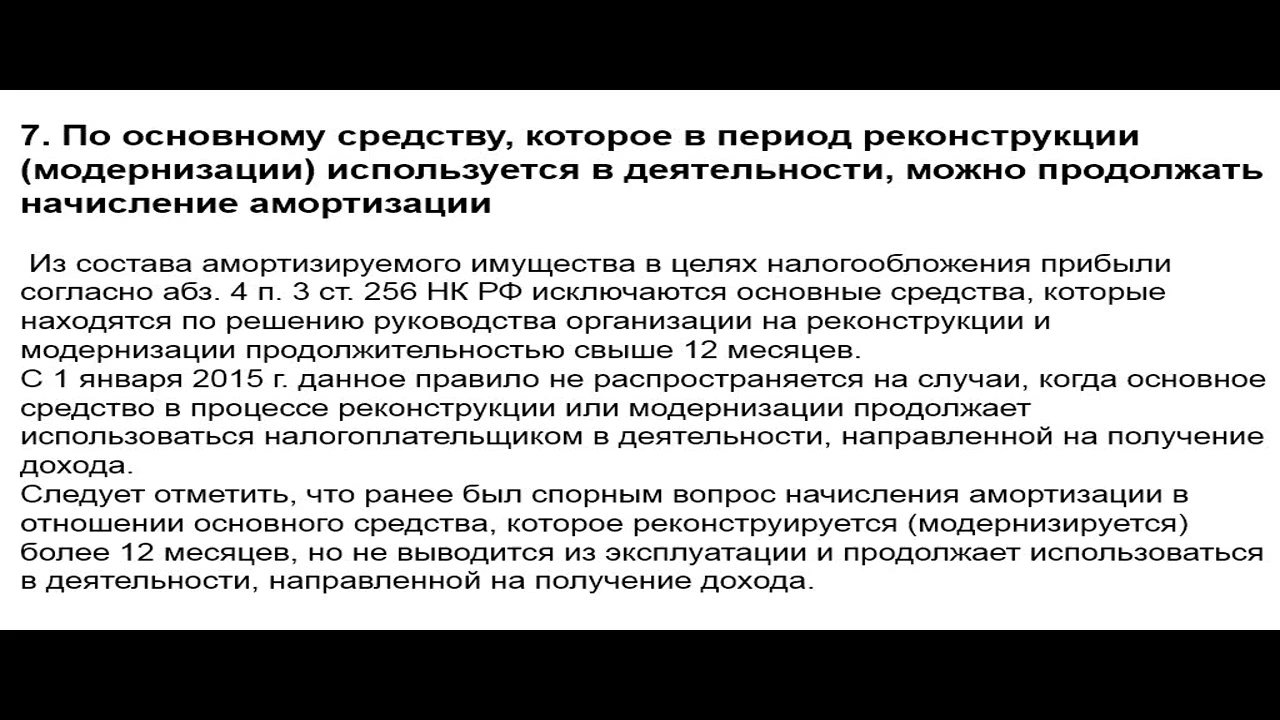 7. По основному средству, которое в период реконструкции
(модернизации) используется в деятельности, можно продолжать
начисление амортизации
Из состава амортизируемого имущества в целях налогообложения прибыли
согласно абз. 4 п. 3 ст. 256 НК РФ исключаются основные средства, которые
находятся по решению руководства организации на реконструкции и
модернизации продолжительностью свыше 12 месяцев.
С 1 января 2015 г. данное правило не распространяется на случаи, когда основное
средство в процессе реконструкции или модернизации продолжает
использоваться налогоплательщиком в деятельности, направленной на получение
дохода.
Следует отметить, что ранее был спорным вопрос начисления амортизации в
отношении основного средства, которое реконструируется (модернизируется)
более 12 месяцев, но не выводится из эксплуатации и продолжает использоваться
в деятельности, направленной на получение дохода.